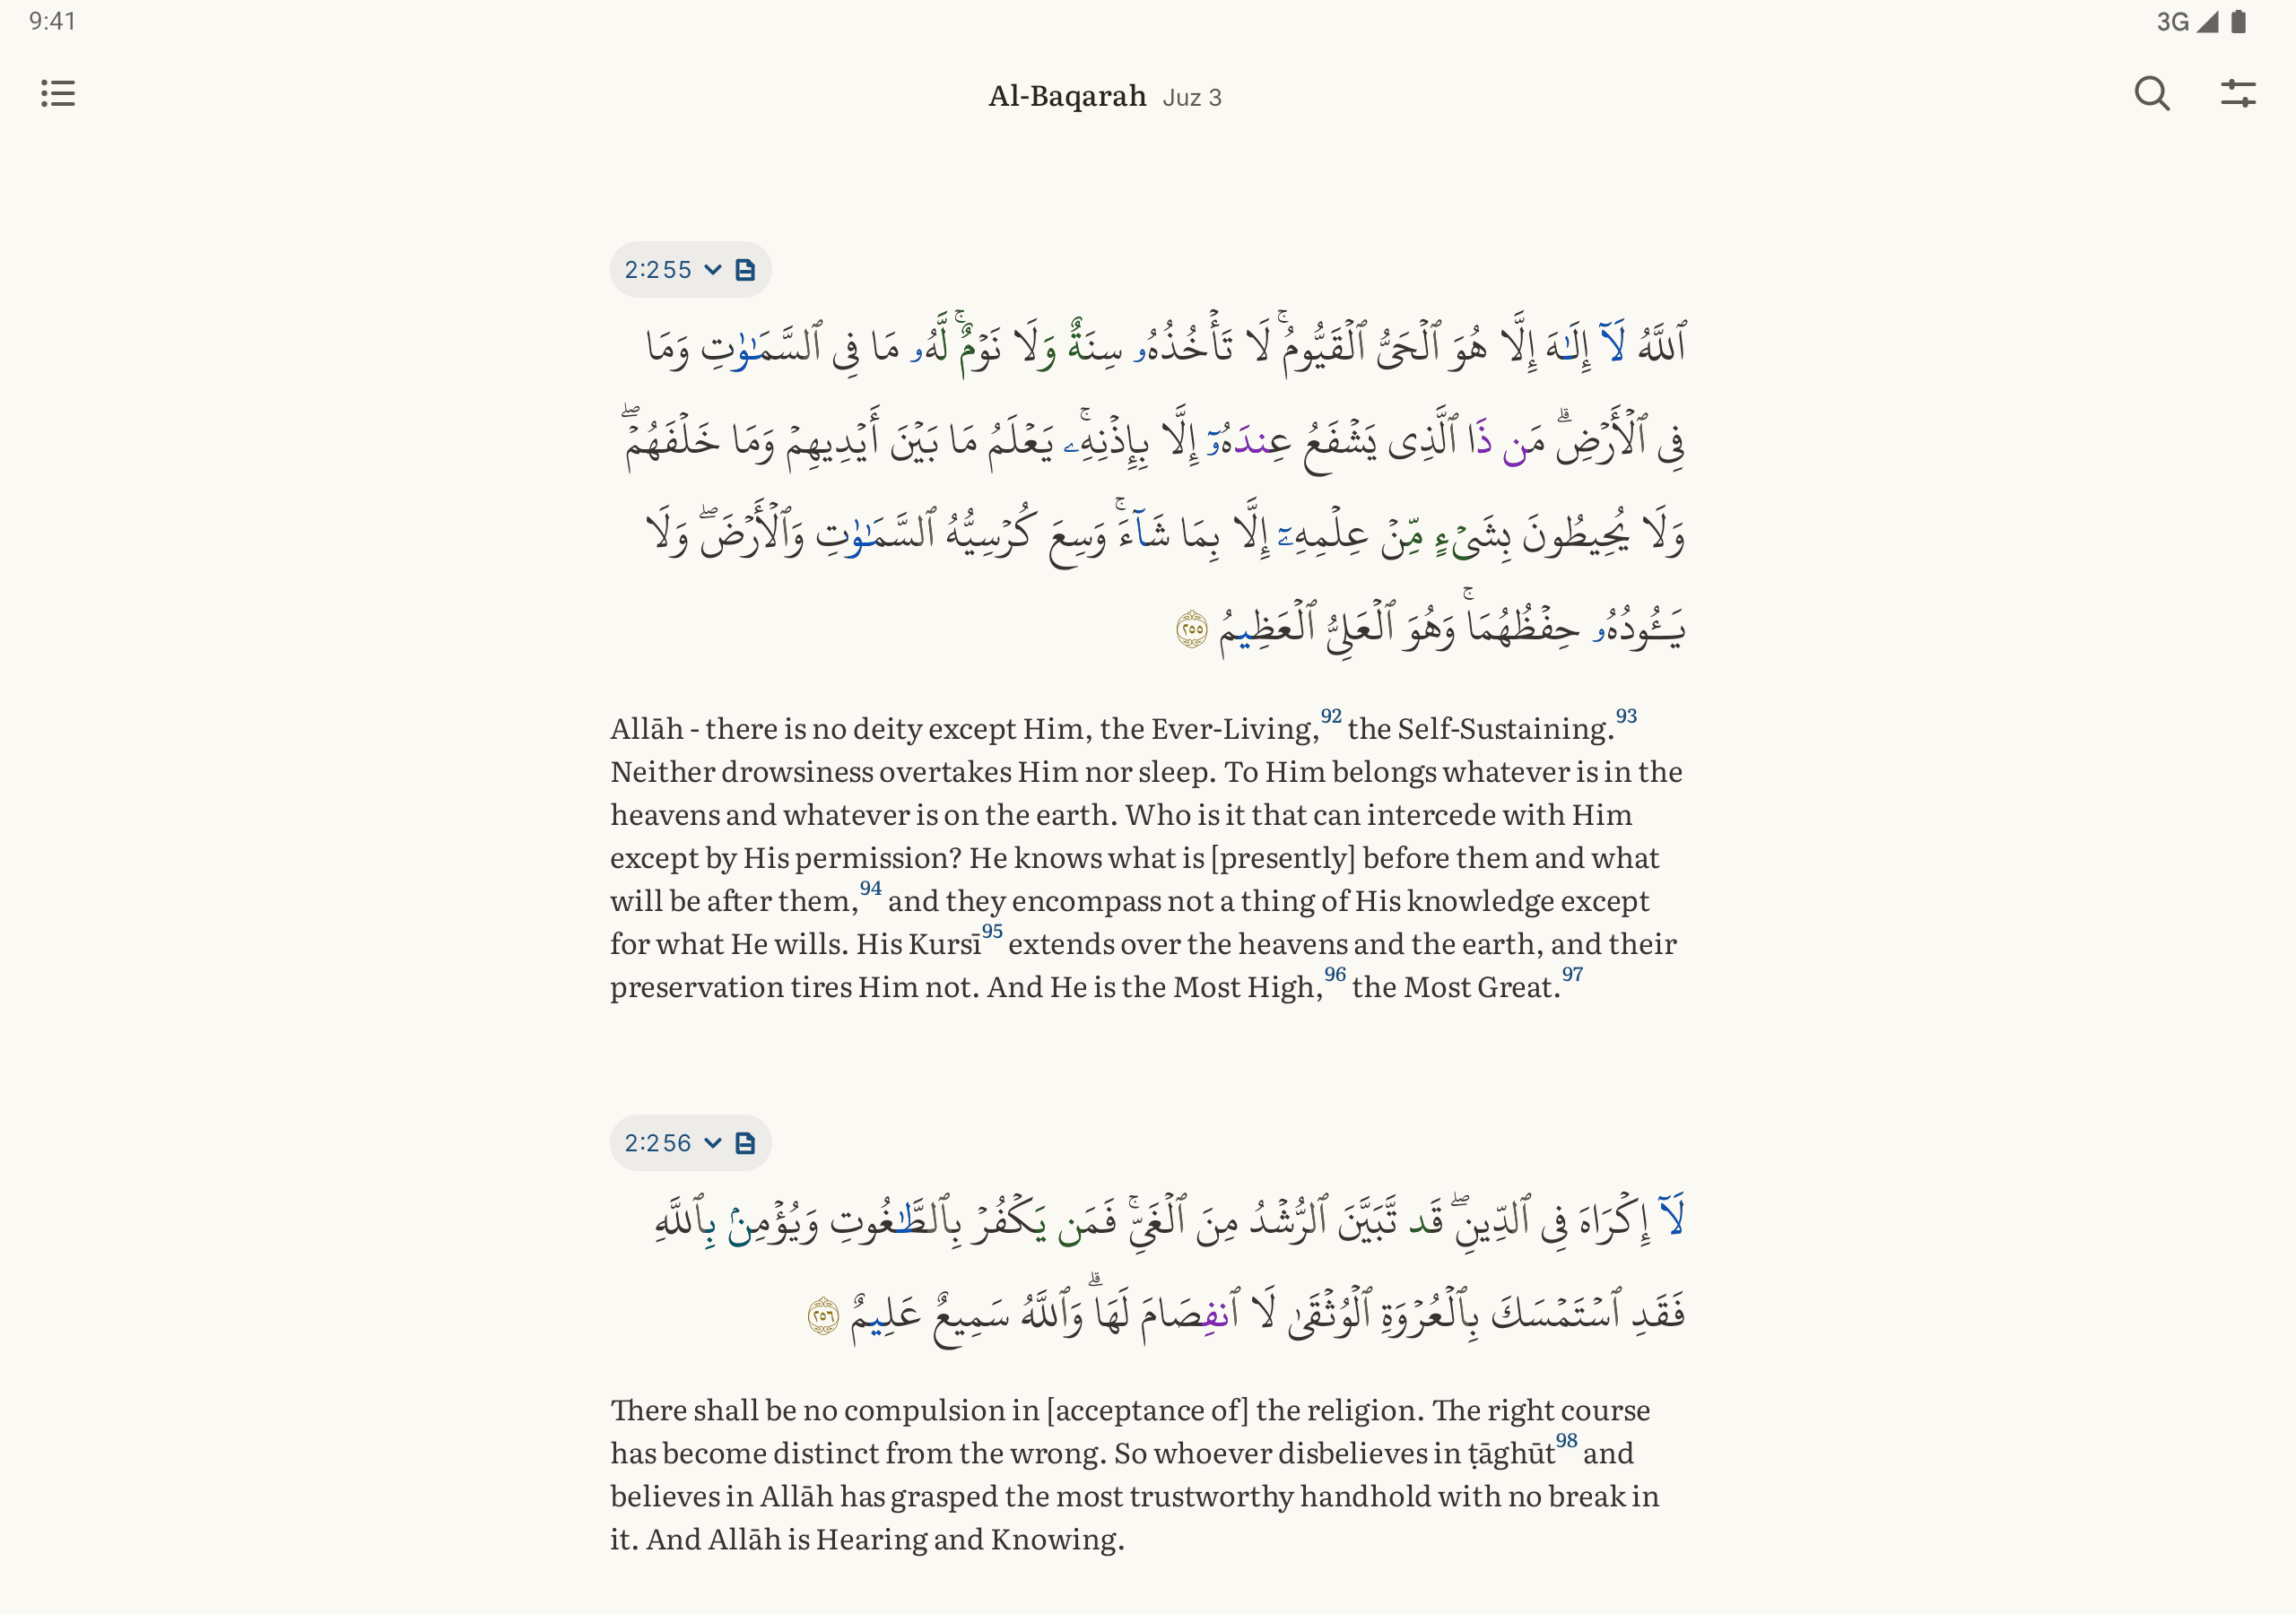 9:41
3G
Al-Baqarah Juz 3
2:255
ٱللَّهُ لَآ إِلَـٰهَ إِلَّا هُوَ ٱلْحَىُّ ٱلْقَيُّومُ ۚ لَا تَأْخُذُهُۥ سِنَةٌ وَلَا نَوْمٌ ۚ لَّهُۥ مَا فِى ٱلسَّمَـٰوَٰتِ وَمَا
فِى ٱلْأَرْضِ ۗ مَن ذَا ٱلَّذِى يَشْفَعُ عِندَهُۥٓ إِلَّا بِإِذْنِهِۦ ۚ يَعْلَمُ مَا بَيْنَ أَيْدِيهِمْ وَمَا خَلْفَهُمْ ۖ
وَلَا يُحِيطُونَ بِشَىْءٍ مِّنْ عِلْمِهِۦٓ إِلَّا بِمَا شَآءَ ۚ وَسِعَ كُرْسِيُّهُ ٱلسَّمَـٰوَٰتِ وَٱلْأَرْضَ ۖ وَلَا
يَـُٔودُهُۥ حِفْظُهُمَا ۚ وَهُوَ ٱلْعَلِىُّ ٱلْعَظِيمُ ٢٥٥
Allāh - there is no deity except Him, the Ever-Living,92 the Self-Sustaining.93
Neither drowsiness overtakes Him nor sleep. To Him belongs whatever is in the
heavens and whatever is on the earth. Who is it that can intercede with Him
except by His permission? He knows what is [presently] before them and what
will be after them,94 and they encompass not a thing of His knowledge except
for what He wills. His Kursī95 extends over the heavens and the earth, and their
preservation tires Him not. And He is the Most High,96 the Most Great.97
2:256
لَآ إِكْرَاهَ فِى ٱلدِّينِ ۖ قَد تَّبَيَّنَ ٱلرُّشْدُ مِنَ ٱلْغَىِّ ۚ فَمَن يَكْفُرْ بِٱلطَّـٰغُوتِ وَيُؤْمِنۢ بِٱللَّهِ
فَقَدِ ٱسْتَمْسَكَ بِٱلْعُرْوَةِ ٱلْوُثْقَىٰ لَا ٱنفِصَامَ لَهَا ۗ وَٱللَّهُ سَمِيعٌ عَلِيمٌ ٢٥٦
There shall be no compulsion in [acceptance of] the religion. The right course
has become distinct from the wrong. So whoever disbelieves in ṭāghūt98 and
believes in Allāh has grasped the most trustworthy handhold with no break in
it. And Allāh is Hearing and Knowing.